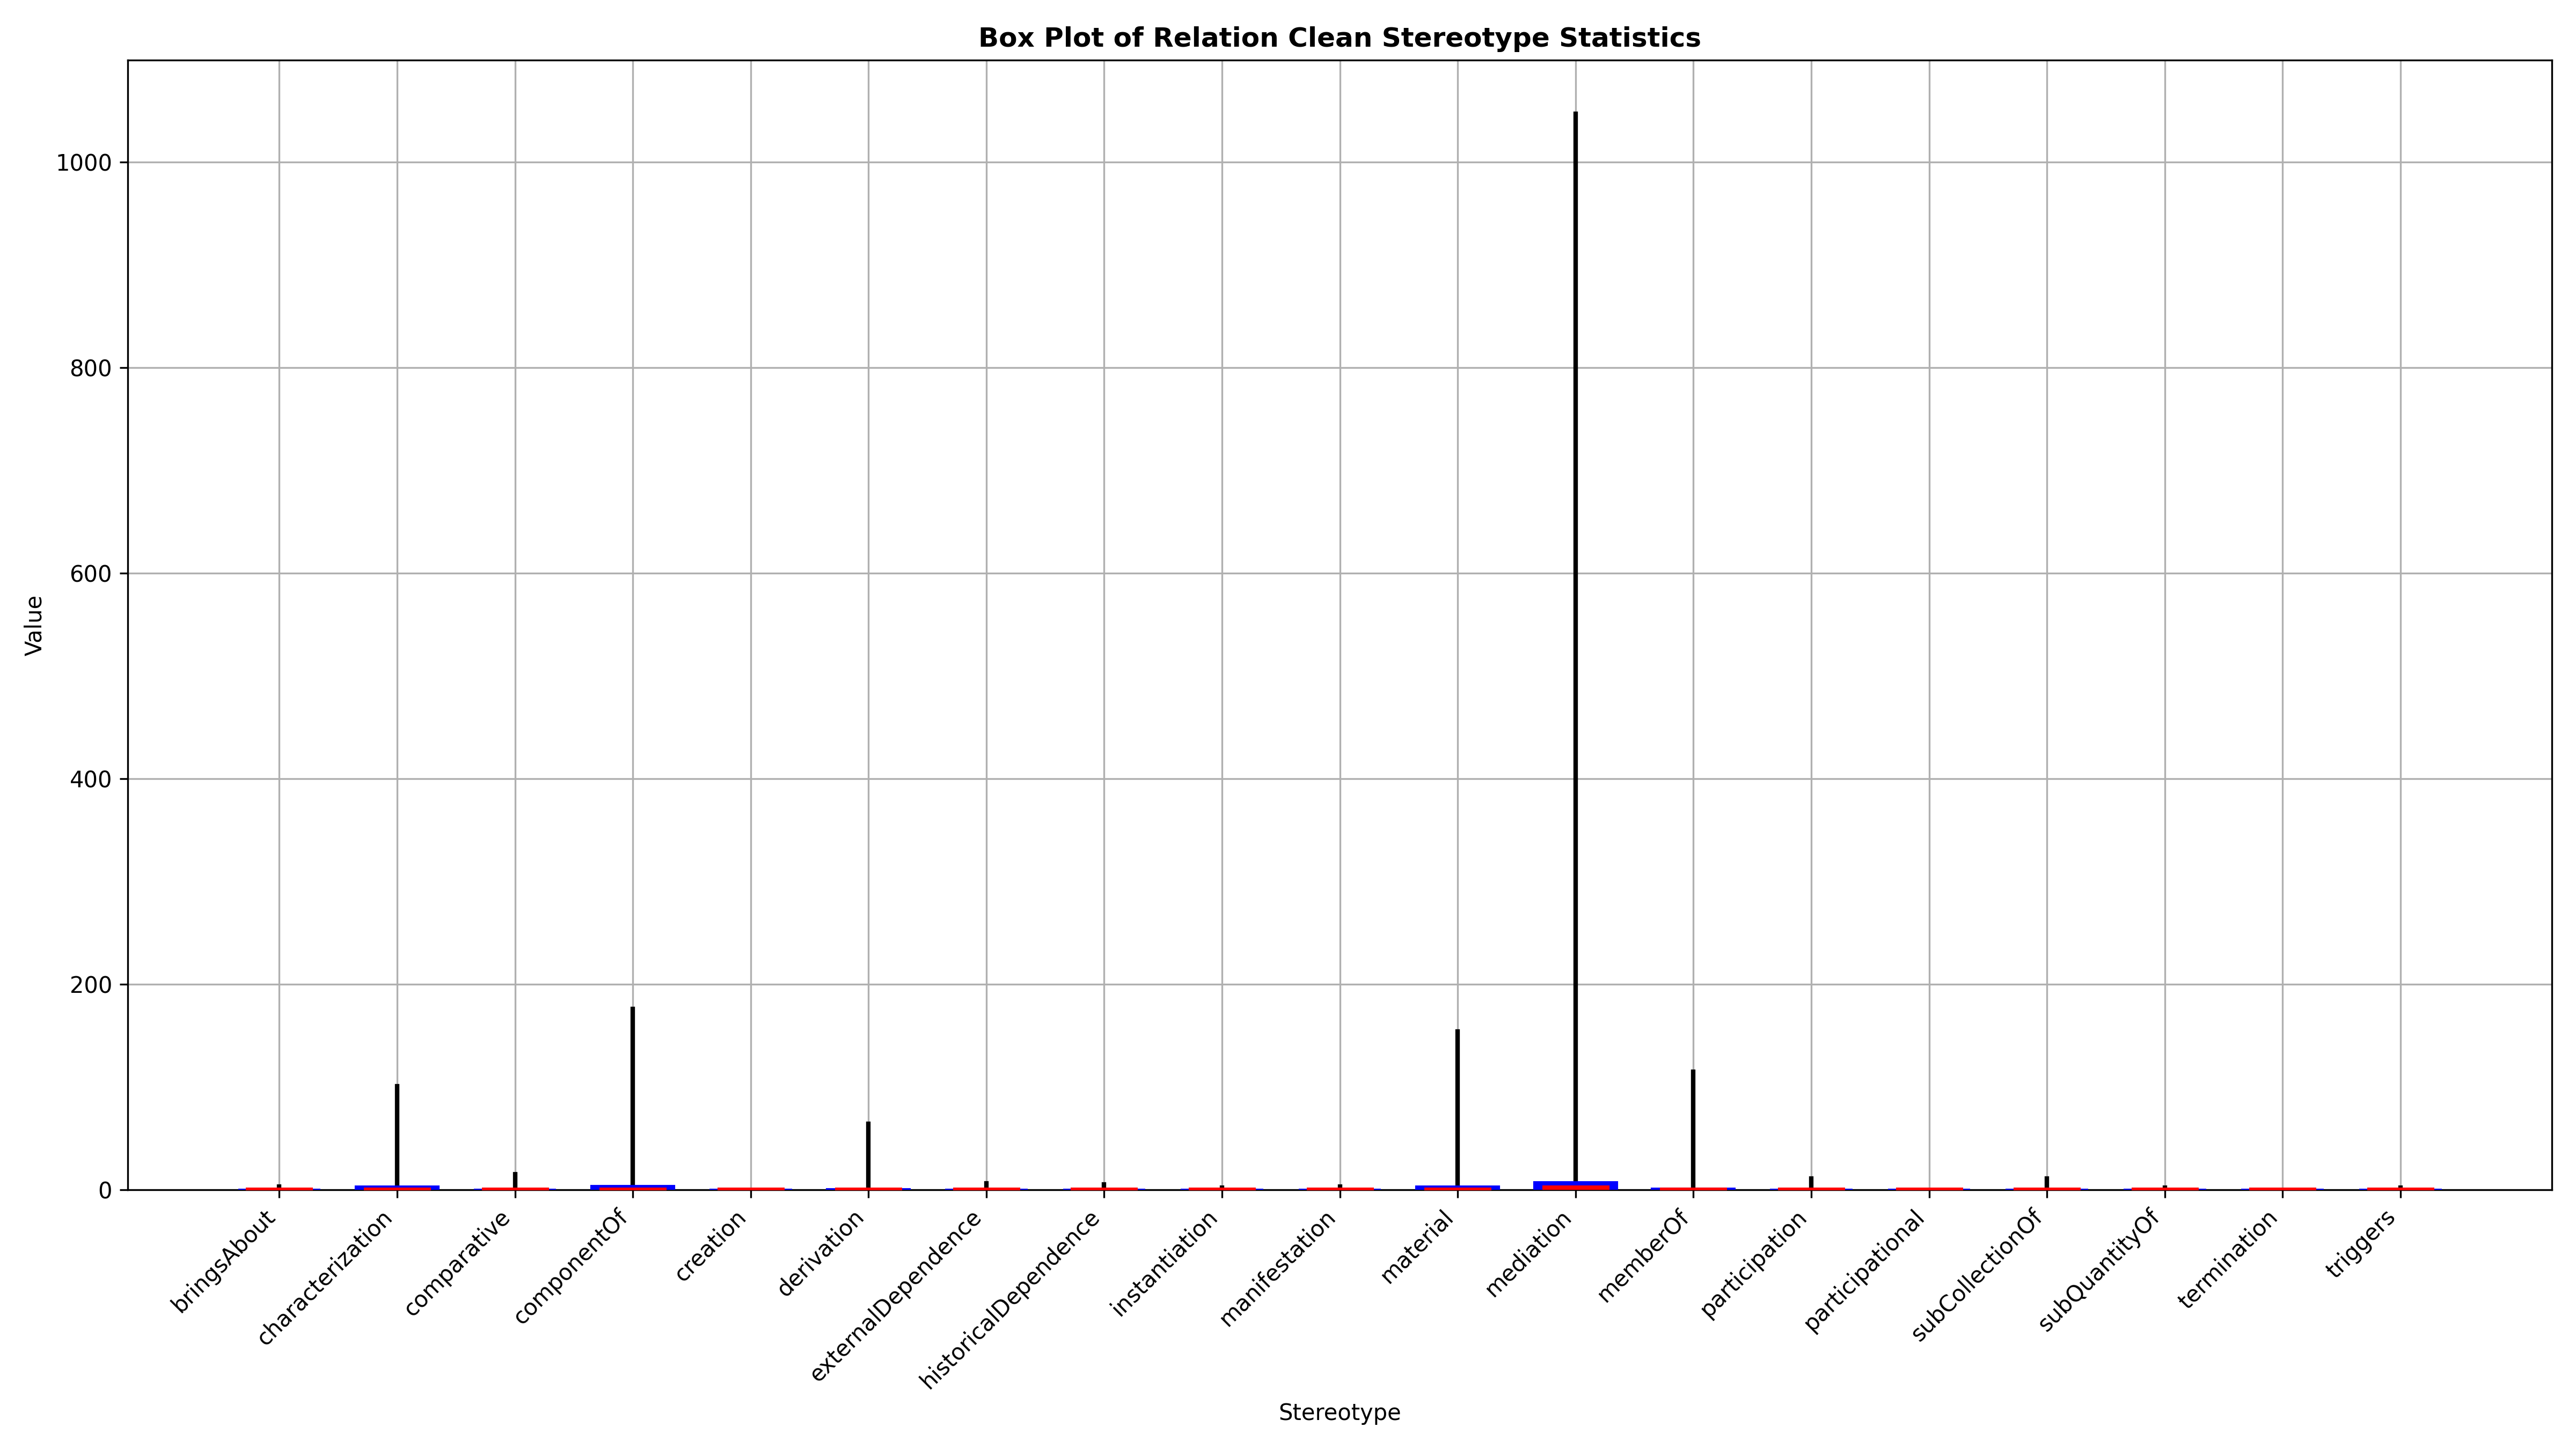 Box Plot of Relation Clean Stereotype Statistics
1000
800
600
400
200
0
Value
bringsAbout
characterization
comparative
componentOf
creation
derivation
externalDependence
historicalDependence
instantiation
manifestation
material
mediation
memberOf
participation
participational
subCollectionOf
subQuantityOf
termination
triggers
Stereotype